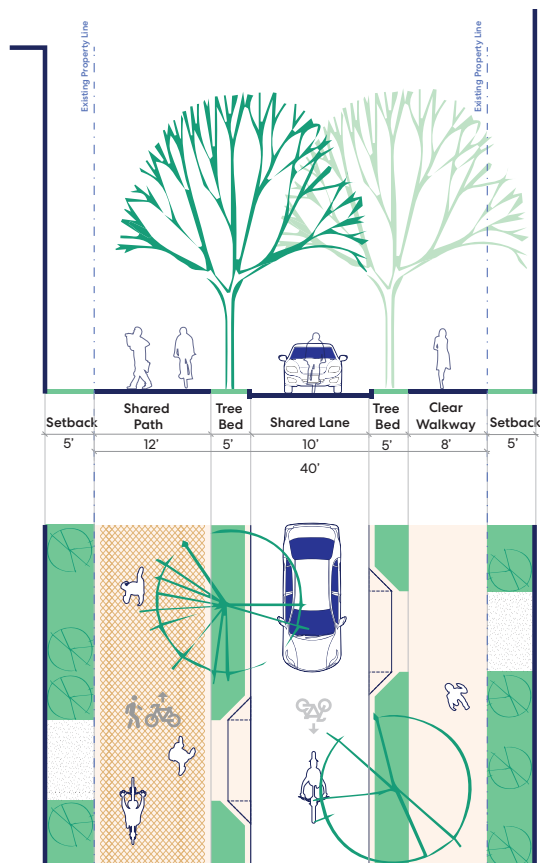 Existing Property Line
Existing Property Line
Setback
Shared
Path
Tree
Bed
Shared Lane
Tree
Bed
Clear
Walkway
Setback
5’
12’
5’
10’
5’
8’
5’
40’